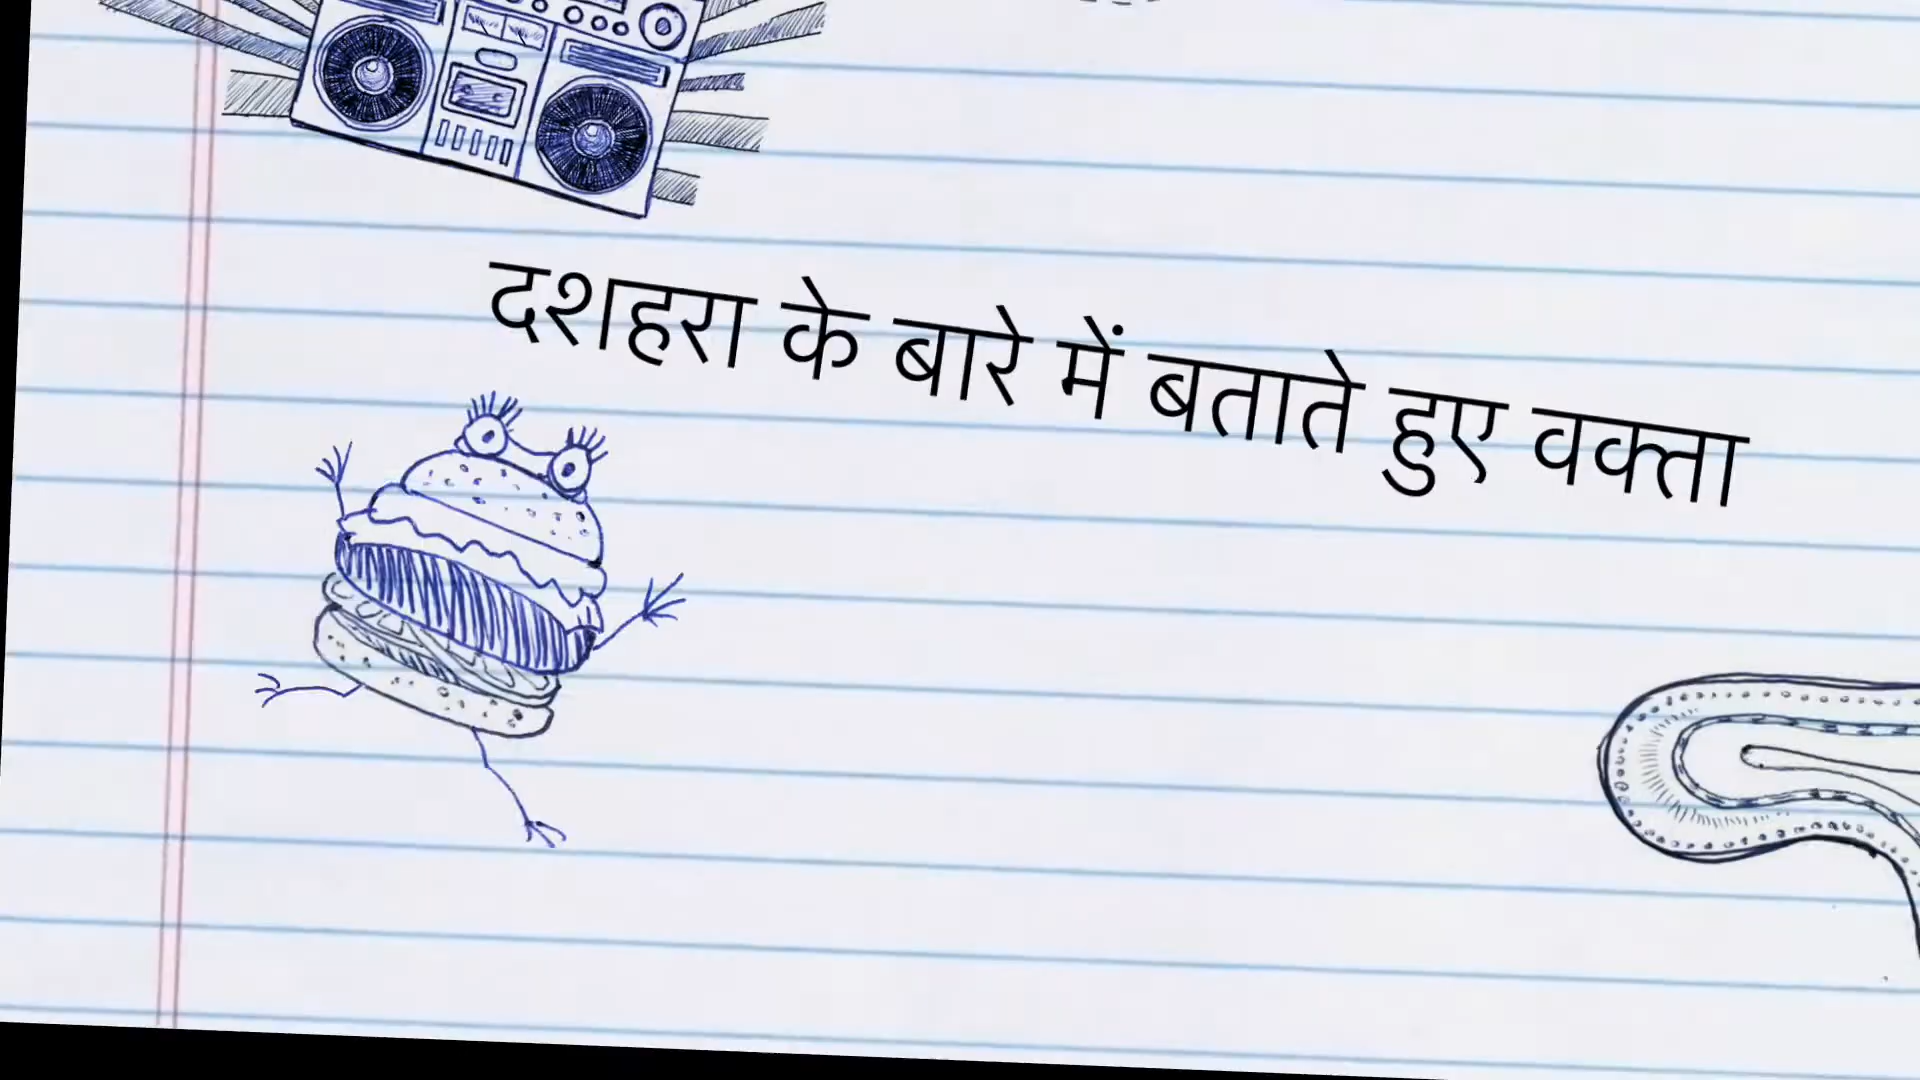 दशहरा के बारे में बताते हुए वक्ता